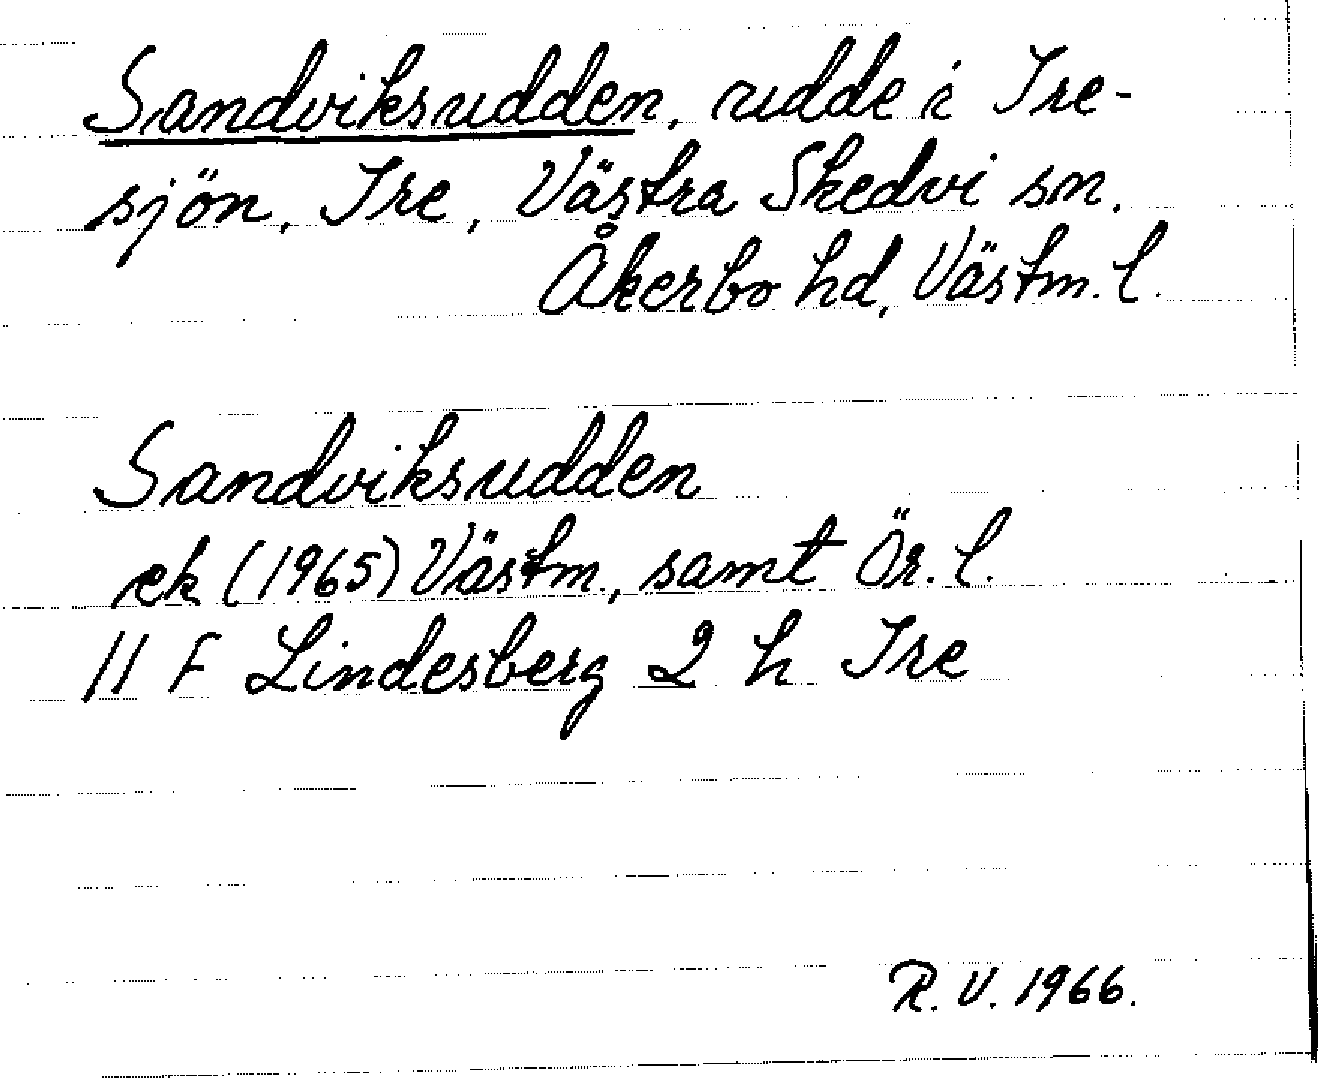 Sandviksudden, udde i Ire-
sjön, Ire, Västra Skedvi sn.
Åkerbo hd, Västm. l.
Sandviksudden
ek (1965) Västm., samt Ör. l.
11 F Lindesberg 2 h Ire
R. V. 1966.